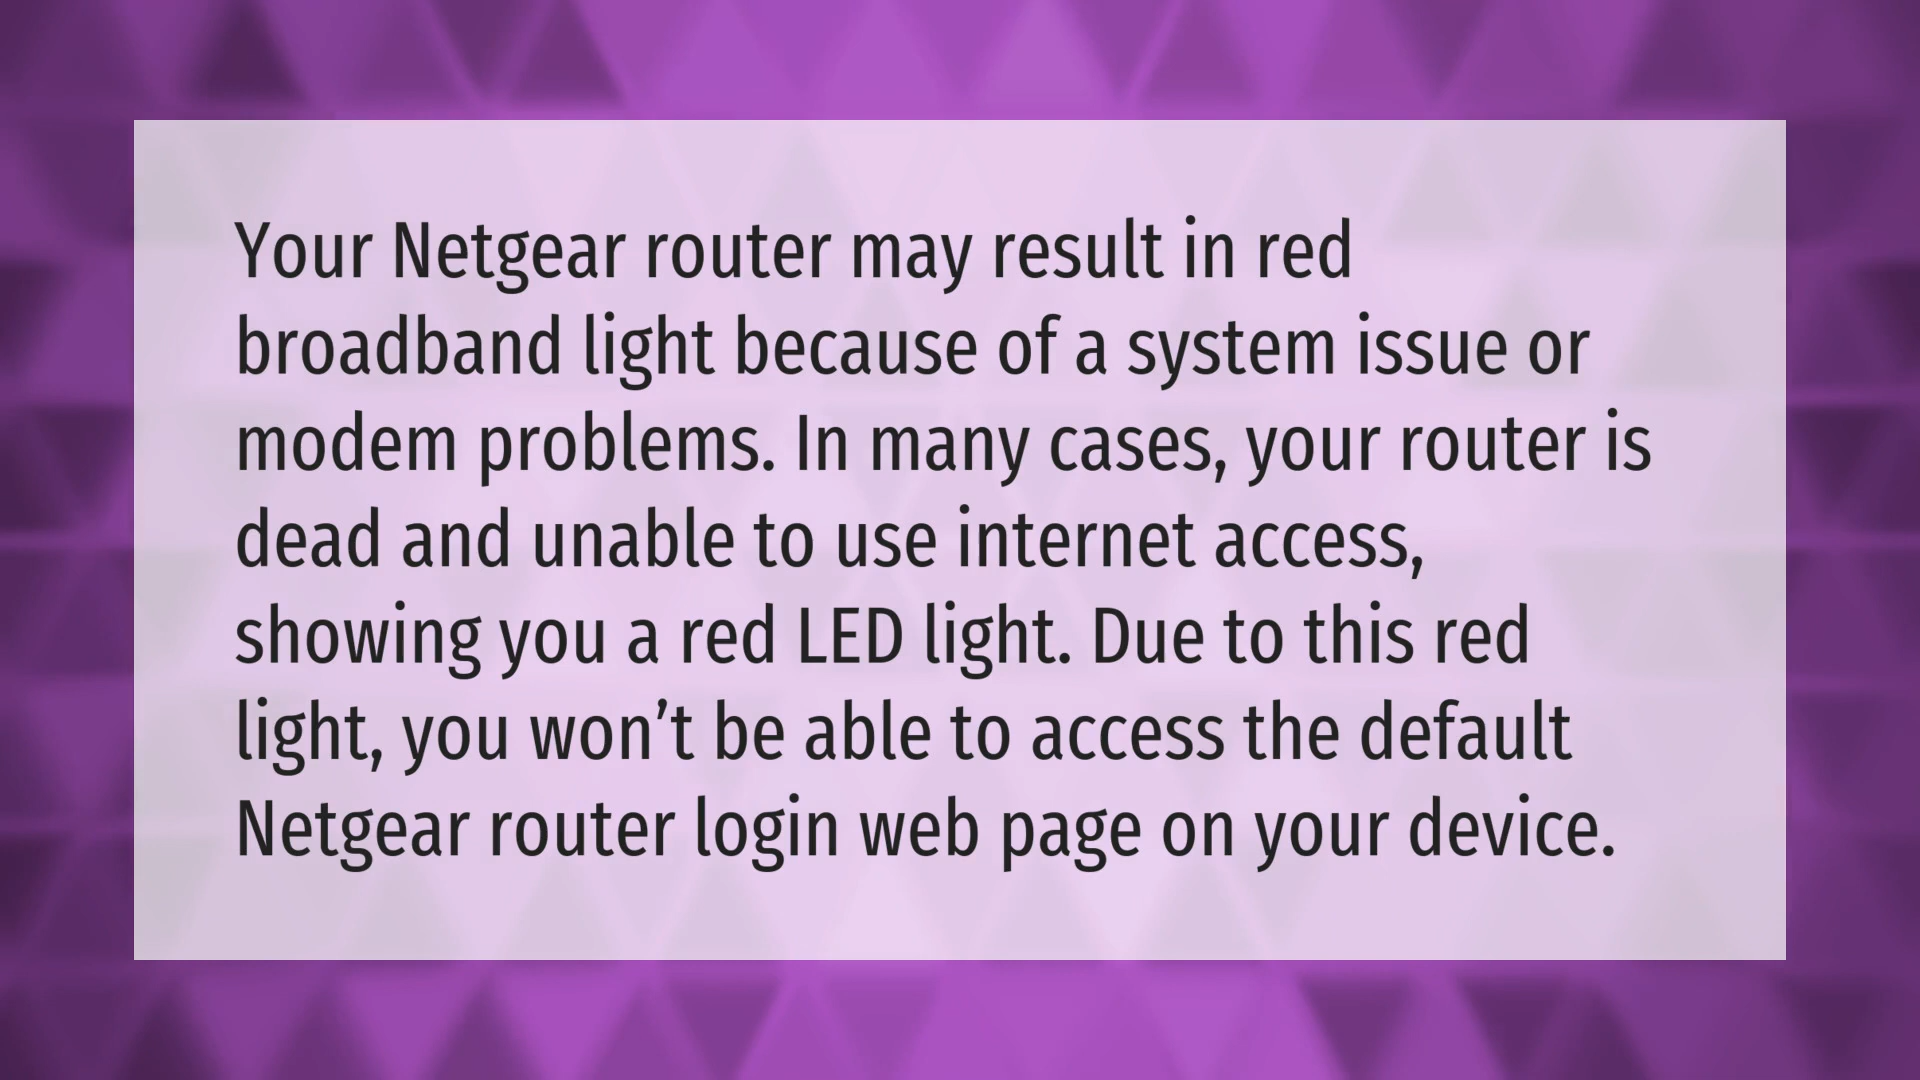 Your Netgear router may result in red
broadband light because of a system issue or
modem problems. In many cases, your router is
dead and unable to use internet access,
showing you a red LED light. Due to this red
light, you won’t be able to access the default
Netgear router login web page on your device.